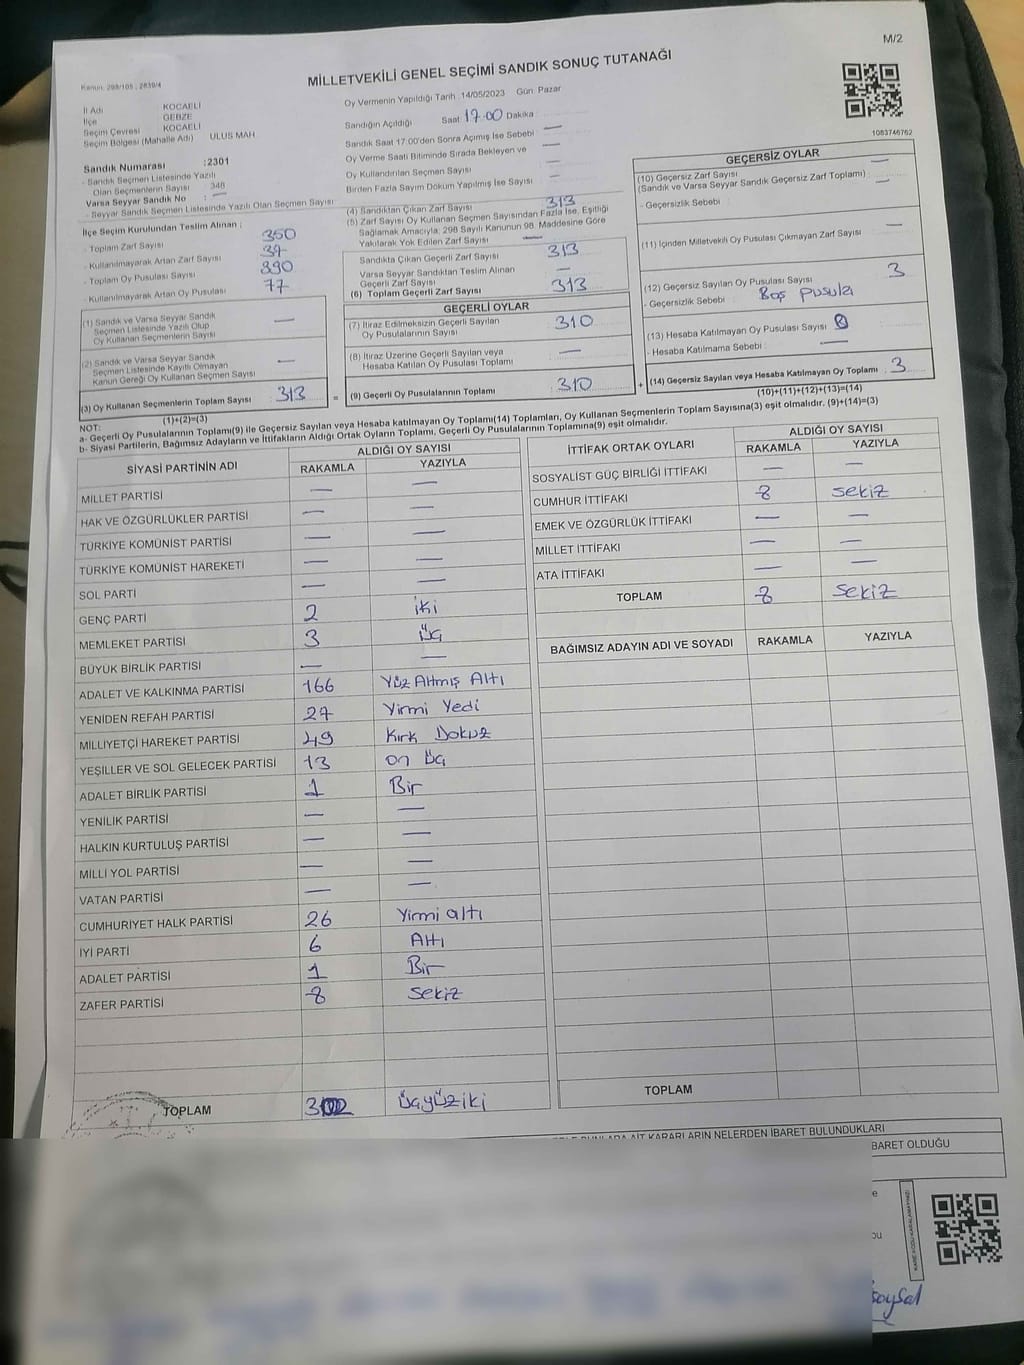 M/2
Kanun: 298/105 , 2839/4
MİLLETVEKİLİ GENEL SEÇİMİ SANDIK SONUÇ TUTANAĞI
İl Adı KOCAELİ
İlçe GEBZE
Seçim Çevresi KOCAELİ
Seçim Bölgesi (Mahalle Adı) ULUS MAH
Sandık Numarası :2301
- Sandık Seçmen Listesinde Yazılı
Olan Seçmenlerin Sayısı 348
Varsa Seyyar Sandık No : —
- Seyyar Sandık Seçmen Listesinde Yazılı Olan Seçmen Sayısı
İlçe Seçim Kurulundan Teslim Alınan :
- Toplam Zarf Sayısı 350
- Kullanılmayarak Artan Zarf Sayısı 37
- Toplam Oy Pusulası Sayısı 390
- Kullanılmayarak Artan Oy Pusulası 77
(1) Sandık ve Varsa Seyyar Sandık —
Seçmen Listesinde Yazılı Olup
Oy Kullanan Seçmenlerin Sayısı
(2) Sandık ve Varsa Seyyar Sandık —
Seçmen Listesinde Kayıtlı Olmayan
Kanun Gereği Oy Kullanan Seçmen Sayısı
(3) Oy Kullanan Seçmenlerin Toplam Sayısı 313 =
(1)+(2)=(3)
Oy Vermenin Yapıldığı Tarih :14/05/2023 Gün: Pazar
Sandığın Açıldığı Saat 17:00 Dakika
Sandık Saat 17:00'den Sonra Açımış İse Sebebi —
Oy Verme Saati Bitiminde Sırada Bekleyen ve
Oy Kullandırılan Seçmen Sayısı —
Birden Fazla Sayım Döküm Yapılmış İse Sayısı —
(4) Sandıktan Çıkan Zarf Sayısı 313
(5) Zarf Sayısı Oy Kullanan Seçmen Sayısından Fazla İse, Eşitliği
Sağlamak Amacıyla; 298 Sayılı Kanunun 98. Maddesine Göre
Yakılarak Yok Edilen Zarf Sayısı —
Sandıkta Çıkan Geçerli Zarf Sayısı 313
Varsa Seyyar Sandıktan Teslim Alınan
Geçerli Zarf Sayısı —
(6) Toplam Geçerli Zarf Sayısı 313
GEÇERLİ OYLAR
(7) İtiraz Edilmeksizin Geçerli Sayılan 310
Oy Pusulalarının Sayısı
(8) İtiraz Üzerine Geçerli Sayılan veya —
Hesaba Katılan Oy Pusulası Toplamı
(9) Geçerli Oy Pusulalarının Toplamı 310 +
1083746762
GEÇERSİZ OYLAR
(10) Geçersiz Zarf Sayısı —
(Sandık ve Varsa Seyyar Sandık Geçersiz Zarf Toplamı) —
- Geçersizlik Sebebi :
(11) İçinden Milletvekili Oy Pusulası Çıkmayan Zarf Sayısı —
(12) Geçersiz Sayılan Oy Pusulası Sayısı 3
- Geçersizlik Sebebi : Boş pusula
(13) Hesaba Katılmayan Oy Pusulası Sayısı 0
- Hesaba Katılmama Sebebi : —
(14) Geçersiz Sayılan veya Hesaba Katılmayan Oy Toplamı 3
(10)+(11)+(12)+(13)=(14)
NOT:
a- Geçerli Oy Pusulalarının Toplamı(9) ile Geçersiz Sayılan veya Hesaba katılmayan Oy Toplamı(14) Toplamları, Oy Kullanan Seçmenlerin Toplam Sayısına(3) eşit olmalıdır. (9)+(14)=(3)
b- Siyasi Partilerin, Bağımsız Adayların ve İttifakların Aldığı Ortak Oyların Toplamı, Geçerli Oy Pusulalarının Toplamına(9) eşit olmalıdır.
SİYASİ PARTİNİN ADI ALDIĞI OY SAYISI
RAKAMLA YAZIYLA
MİLLET PARTİSİ — —
HAK VE ÖZGÜRLÜKLER PARTİSİ — —
TÜRKİYE KOMÜNİST PARTİSİ — —
TÜRKİYE KOMÜNİST HAREKETİ — —
SOL PARTİ — —
GENÇ PARTİ 2 iki
MEMLEKET PARTİSİ 3 Üç
BÜYÜK BİRLİK PARTİSİ — —
ADALET VE KALKINMA PARTİSİ 166 Yüz Altmış Altı
YENİDEN REFAH PARTİSİ 27 Yirmi Yedi
MİLLİYETÇİ HAREKET PARTİSİ 49 Kırk Dokuz
YEŞİLLER VE SOL GELECEK PARTİSİ 13 on Üç
ADALET BİRLİK PARTİSİ 1 Bir
YENİLİK PARTİSİ — —
HALKIN KURTULUŞ PARTİSİ — —
MİLLİ YOL PARTİSİ — —
VATAN PARTİSİ — —
CUMHURİYET HALK PARTİSİ 26 Yirmi altı
İYİ PARTİ 6 Altı
ADALET PARTİSİ 1 Bir
ZAFER PARTİSİ 8 Sekiz
TOPLAM 302 Üçyüziki
İTTİFAK ORTAK OYLARI ALDIĞI OY SAYISI
RAKAMLA YAZIYLA
SOSYALİST GÜÇ BİRLİĞİ İTTİFAKI — —
CUMHUR İTTİFAKI 8 sekiz
EMEK VE ÖZGÜRLÜK İTTİFAKI — —
MİLLET İTTİFAKI — —
ATA İTTİFAKI — —
TOPLAM 8 sekiz
BAĞIMSIZ ADAYIN ADI VE SOYADI RAKAMLA YAZIYLA
TOPLAM
AİT KARARLARIN NELERDEN İBARET BULUNDUKLARI
BARET OLDUĞU
soysal